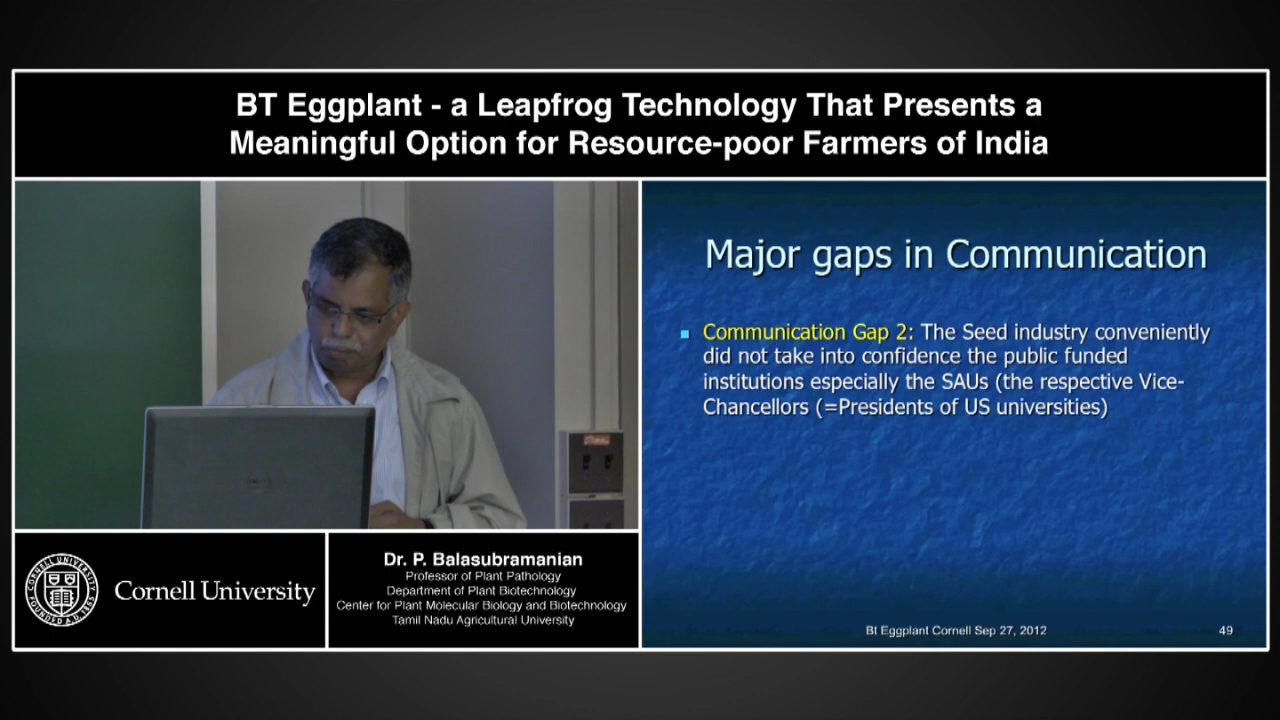 BT Eggplant - a Leapfrog Technology That Presents a
Meaningful Option for Resource-poor Farmers of India
Major gaps in Communication
Communication Gap 2: The Seed industry conveniently
did not take into confidence the public funded
institutions especially the SAUs (the respective Vice-
Chancellors (=Presidents of US universities)
Bt Eggplant Cornell Sep 27, 2012
49
Cornell University
Dr. P. Balasubramanian
Professor of Plant Pathology
Department of Plant Biotechnology
Center for Plant Molecular Biology and Biotechnology
Tamil Nadu Agricultural University